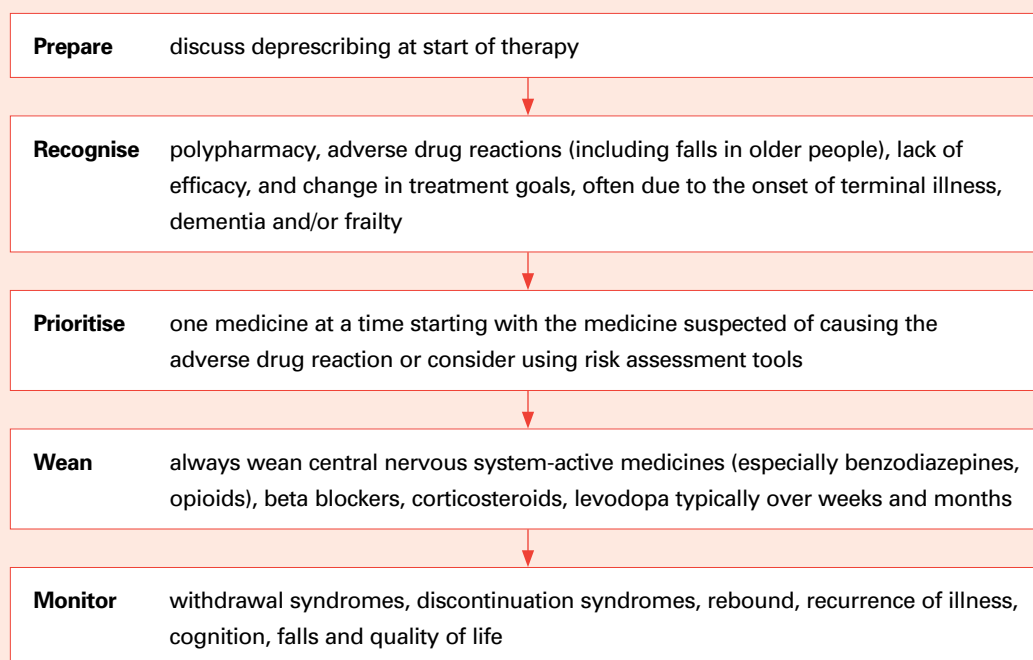 Prepare discuss deprescribing at start of therapy
Recognise polypharmacy, adverse drug reactions (including falls in older people), lack of
efficacy, and change in treatment goals, often due to the onset of terminal illness,
dementia and/or frailty
Prioritise one medicine at a time starting with the medicine suspected of causing the
adverse drug reaction or consider using risk assessment tools
Wean always wean central nervous system-active medicines (especially benzodiazepines,
opioids), beta blockers, corticosteroids, levodopa typically over weeks and months
Monitor withdrawal syndromes, discontinuation syndromes, rebound, recurrence of illness,
cognition, falls and quality of life